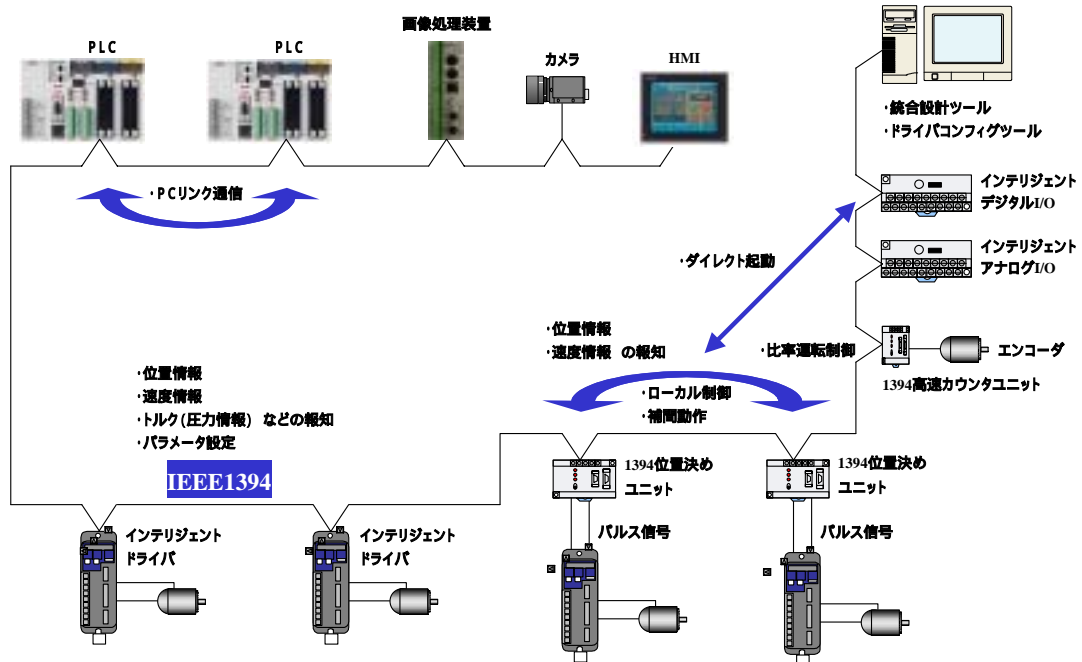 画像処理装置
PLC
PLC
カメラ
HMI
・統合設計ツール
・ドライバコンフィグツール
・PCリンク通信
インテリジェント
デジタルI/O
・ダイレクト起動
インテリジェント
アナログI/O
・位置情報
・速度情報 の報知
・比率運転制御
エンコーダ
1394高速カウンタユニット
・位置情報
・速度情報
・トルク(圧力情報) などの報知
・パラメータ設定
・ローカル制御
・補間動作
IEEE1394
1394位置決め
ユニット
1394位置決め
ユニット
インテリジェント
ドライバ
インテリジェント
ドライバ
パルス信号
パルス信号